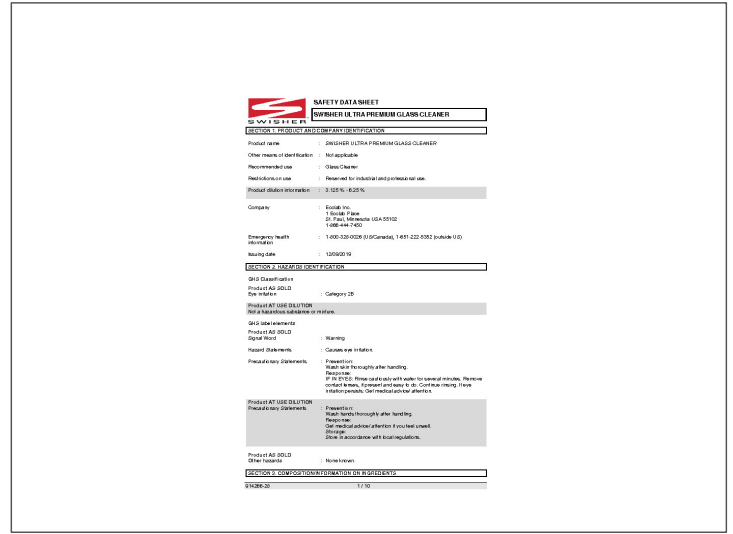 SWISHER
SAFETY DATA SHEET
SWISHER ULTRA PREMIUM GLASS CLEANER
SECTION 1. PRODUCT AND COMPANY IDENTIFICATION
Product name : SWISHER ULTRA PREMIUM GLASS CLEANER
Other means of identification : Not applicable
Recommended use : Glass Cleaner
Restrictions on use : Reserved for industrial and professional use.
Product dilution information : 3.125 % - 6.25 %
Company : Ecolab Inc.
1 Ecolab Place
St. Paul, Minnesota USA 55102
1-866-444-7450
Emergency health : 1-800-328-0026 (US/Canada), 1-651-222-5352 (outside US)
information
Issuing date : 12/09/2019
SECTION 2. HAZARDS IDENTIFICATION
GHS Classification
Product AS SOLD
Eye irritation : Category 2B
Product AT USE DILUTION
Not a hazardous substance or mixture.
GHS label elements
Product AS SOLD
Signal Word : Warning
Hazard Statements : Causes eye irritation.
Precautionary Statements : Prevention:
Wash skin thoroughly after handling.
Response:
IF IN EYES: Rinse cautiously with water for several minutes. Remove
contact lenses, if present and easy to do. Continue rinsing. If eye
irritation persists: Get medical advice/ attention.
Product AT USE DILUTION
Precautionary Statements : Prevention:
Wash hands thoroughly after handling.
Response:
Get medical advice/ attention if you feel unwell.
Storage:
Store in accordance with local regulations.
Product AS SOLD
Other hazards : None known.
SECTION 3. COMPOSITION/INFORMATION ON INGREDIENTS
1 / 10